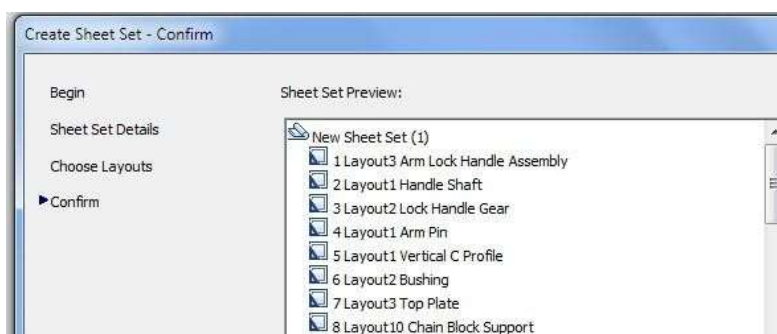 Create Sheet Set - Confirm
Begin
Sheet Set Details
Choose Layouts
Confirm
Sheet Set Preview:
New Sheet Set (1)
1 Layout3 Arm Lock Handle Assembly
2 Layout1 Handle Shaft
3 Layout2 Lock Handle Gear
4 Layout1 Arm Pin
5 Layout1 Vertical C Profile
6 Layout2 Bushing
7 Layout3 Top Plate
8 Layout10 Chain Block Support